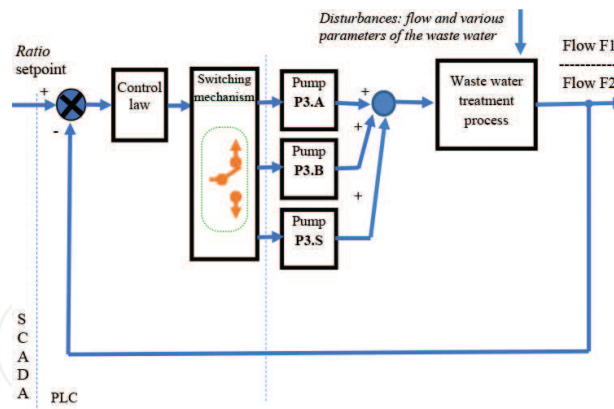 Disturbances: flow and various
parameters of the waste water
Ratio
setpoint
+
-
Control
law
Switching
mechanism
Pump
P3.A
Pump
P3.B
Pump
P3.S
+
+
+
Waste water
treatment
process
Flow F1
Flow F2
S
C
A
D
A
PLC